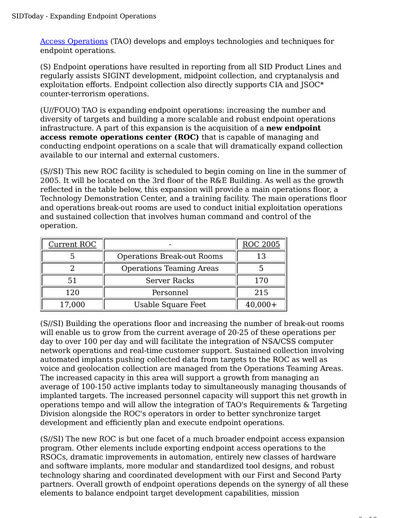 SIDToday - Expanding Endpoint Operations
Access Operations (TAO) develops and employs technologies and techniques for
endpoint operations.
(S) Endpoint operations have resulted in reporting from all SID Product Lines and
regularly assists SIGINT development, midpoint collection, and cryptanalysis and
exploitation efforts. Endpoint collection also directly supports CIA and JSOC*
counter-terrorism operations.
(U//FOUO) TAO is expanding endpoint operations: increasing the number and
diversity of targets and building a more scalable and robust endpoint operations
infrastructure. A part of this expansion is the acquisition of a new endpoint
access remote operations center (ROC) that is capable of managing and
conducting endpoint operations on a scale that will dramatically expand collection
available to our internal and external customers.
(S//SI) This new ROC facility is scheduled to begin coming on line in the summer of
2005. It will be located on the 3rd floor of the R&E Building. As well as the growth
reflected in the table below, this expansion will provide a main operations floor, a
Technology Demonstration Center, and a training facility. The main operations floor
and operations break-out rooms are used to conduct initial exploitation operations
and sustained collection that involves human command and control of the
operation.
Current ROC - ROC 2005
5 Operations Break-out Rooms 13
2 Operations Teaming Areas 5
51 Server Racks 170
120 Personnel 215
17,000 Usable Square Feet 40,000+
(S//SI) Building the operations floor and increasing the number of break-out rooms
will enable us to grow from the current average of 20-25 of these operations per
day to over 100 per day and will facilitate the integration of NSA/CSS computer
network operations and real-time customer support. Sustained collection involving
automated implants pushing collected data from targets to the ROC as well as
voice and geolocation collection are managed from the Operations Teaming Areas.
The increased capacity in this area will support a growth from managing an
average of 100-150 active implants today to simultaneously managing thousands of
implanted targets. The increased personnel capacity will support this net growth in
operations tempo and will allow the integration of TAO's Requirements & Targeting
Division alongside the ROC's operators in order to better synchronize target
development and efficiently plan and execute endpoint operations.
(S//SI) The new ROC is but one facet of a much broader endpoint access expansion
program. Other elements include exporting endpoint access operations to the
RSOCs, dramatic improvements in automation, entirely new classes of hardware
and software implants, more modular and standardized tool designs, and robust
technology sharing and coordinated development with our First and Second Party
partners. Overall growth of endpoint operations depends on the synergy of all these
elements to balance endpoint target development capabilities, mission